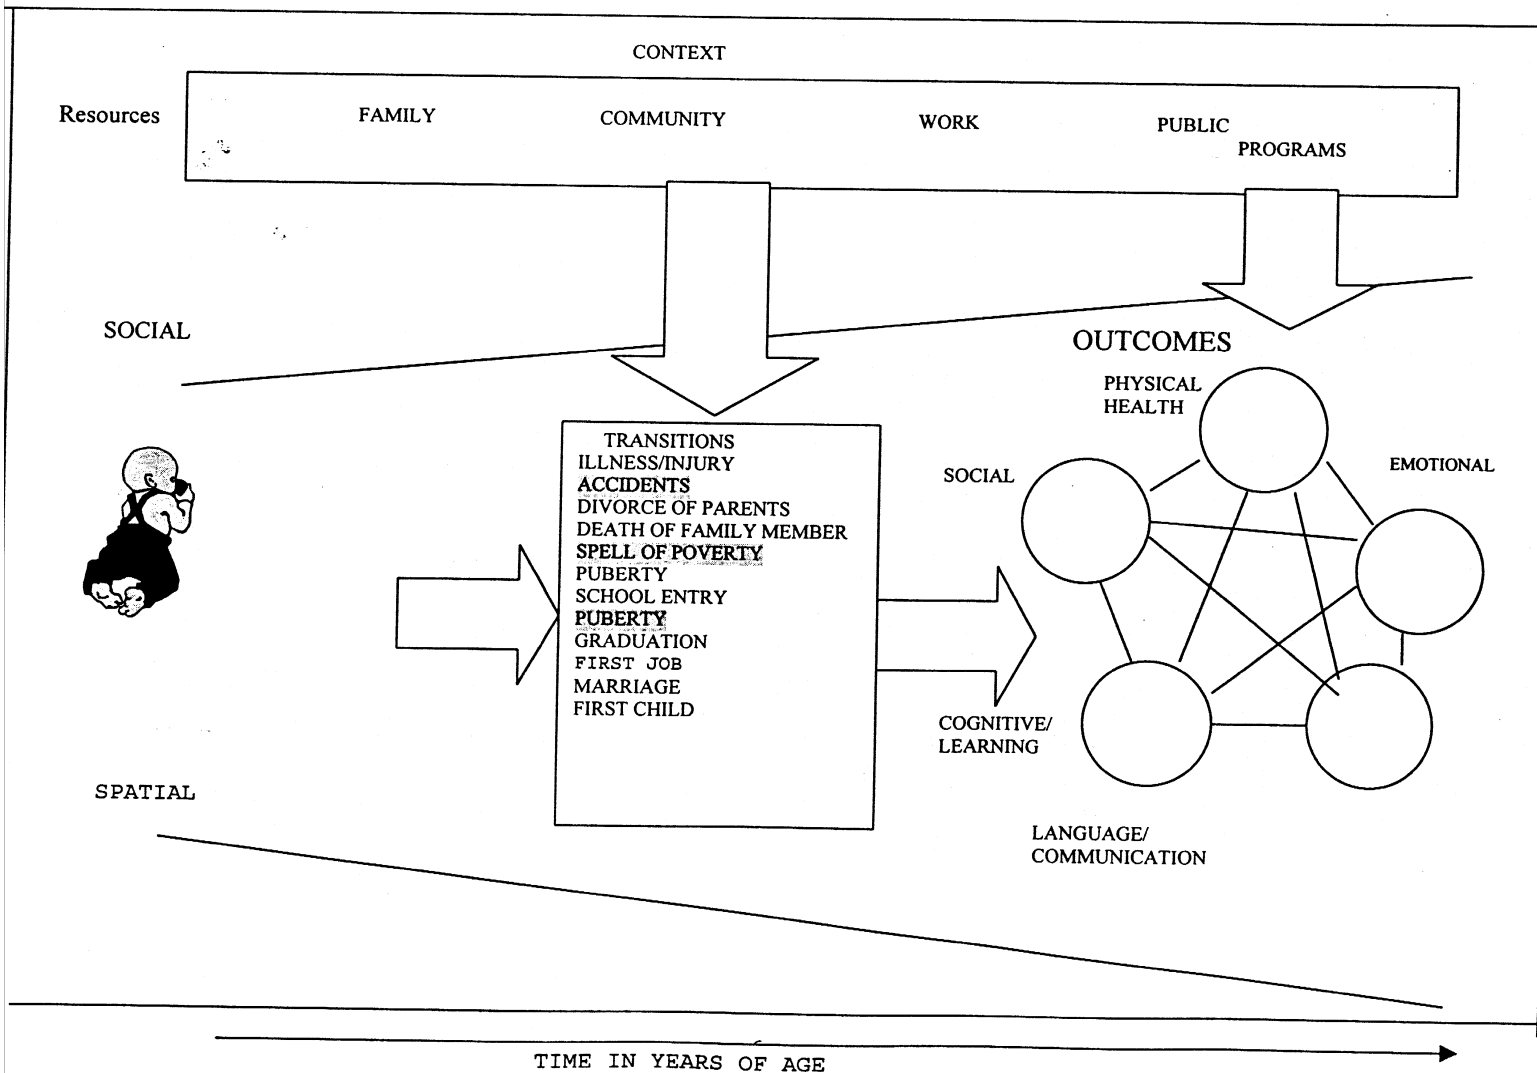 CONTEXT
Resources
FAMILY
COMMUNITY
WORK
PUBLIC
PROGRAMS
SOCIAL
OUTCOMES
PHYSICAL
HEALTH
SOCIAL
EMOTIONAL
TRANSITIONS
ILLNESS/INJURY
ACCIDENTS
DIVORCE OF PARENTS
DEATH OF FAMILY MEMBER
SPELL OF POVERTY
PUBERTY
SCHOOL ENTRY
PUBERTY
GRADUATION
FIRST JOB
MARRIAGE
FIRST CHILD
COGNITIVE/
LEARNING
SPATIAL
LANGUAGE/
COMMUNICATION
TIME IN YEARS OF AGE